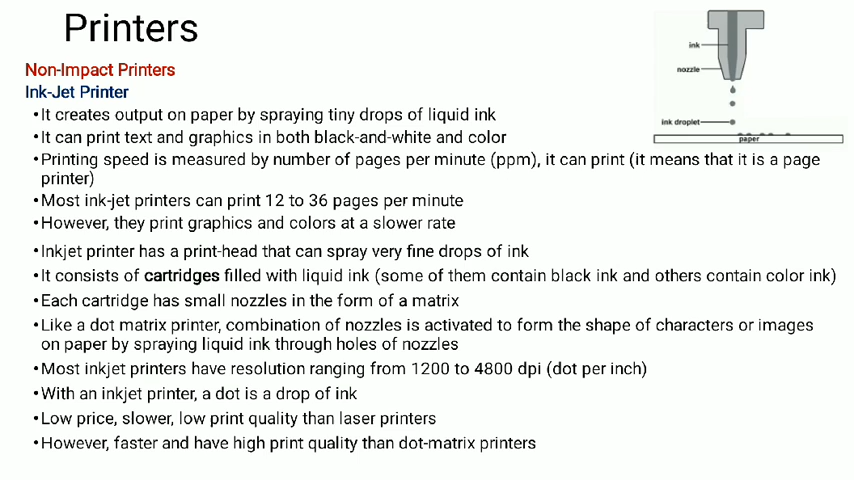 Printers
Non-Impact Printers
Ink-Jet Printer
•It creates output on paper by spraying tiny drops of liquid ink
•It can print text and graphics in both black-and-white and color
•Printing speed is measured by number of pages per minute (ppm), it can print (it means that it is a page
printer)
•Most ink-jet printers can print 12 to 36 pages per minute
•However, they print graphics and colors at a slower rate
•Inkjet printer has a print-head that can spray very fine drops of ink
•It consists of cartridges filled with liquid ink (some of them contain black ink and others contain color ink)
•Each cartridge has small nozzles in the form of a matrix
•Like a dot matrix printer, combination of nozzles is activated to form the shape of characters or images
on paper by spraying liquid ink through holes of nozzles
•Most inkjet printers have resolution ranging from 1200 to 4800 dpi (dot per inch)
•With an inkjet printer, a dot is a drop of ink
•Low price, slower, low print quality than laser printers
•However, faster and have high print quality than dot-matrix printers
ink
nozzle
ink droplet
paper